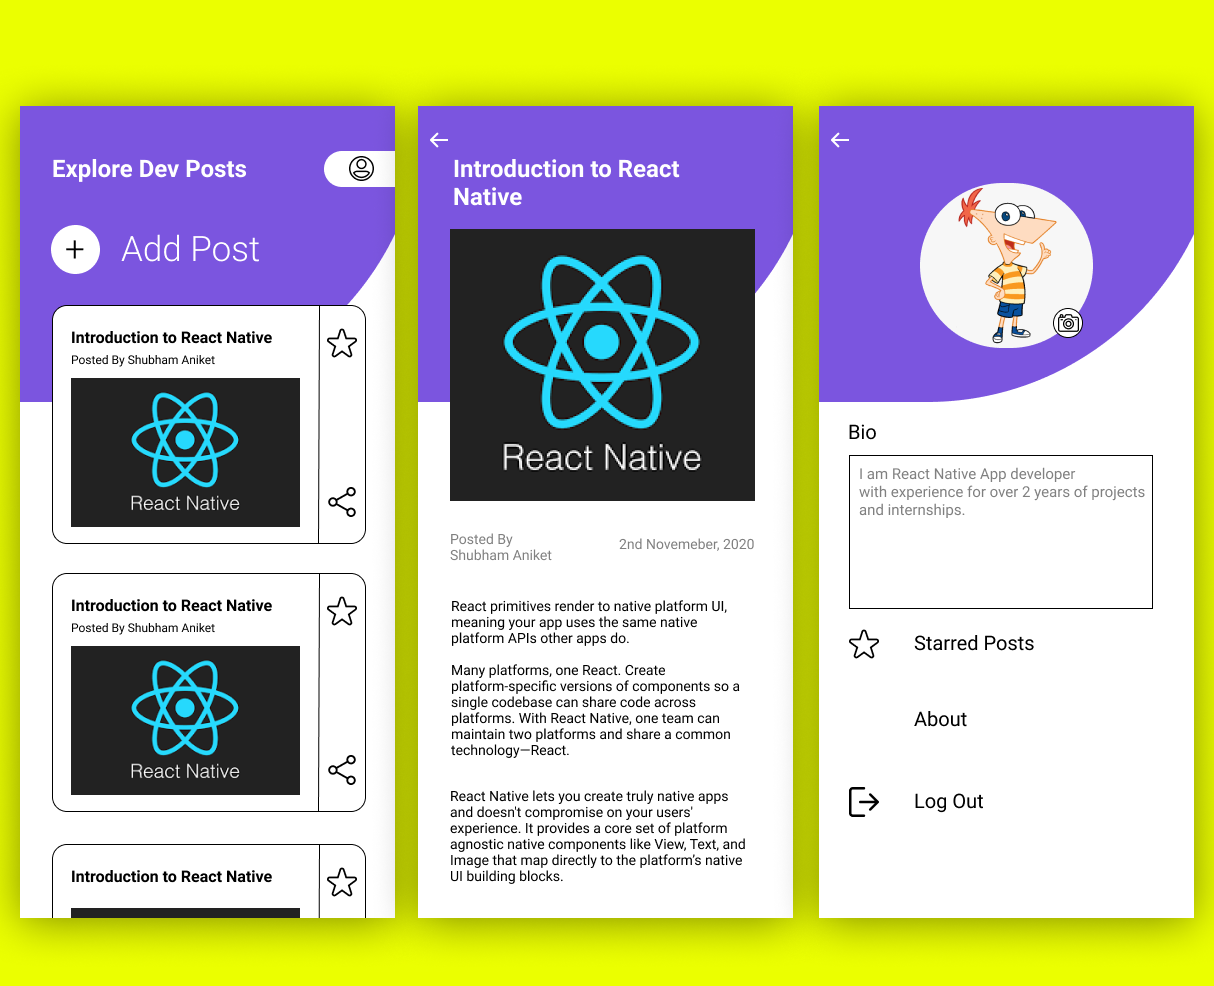 Explore Dev Posts
Add Post
Introduction to React Native
Posted By Shubham Aniket
React Native
Introduction to React Native
Posted By Shubham Aniket
React Native
Introduction to React Native
Introduction to React
Native
React Native
Posted By
Shubham Aniket
2nd Novemeber, 2020
React primitives render to native platform UI,
meaning your app uses the same native
platform APIs other apps do.
Many platforms, one React. Create
platform-specific versions of components so a
single codebase can share code across
platforms. With React Native, one team can
maintain two platforms and share a common
technology—React.
React Native lets you create truly native apps
and doesn't compromise on your users'
experience. It provides a core set of platform
agnostic native components like View, Text, and
Image that map directly to the platform's native
UI building blocks.
Bio
I am React Native App developer
with experience for over 2 years of projects
and internships.
Starred Posts
About
Log Out